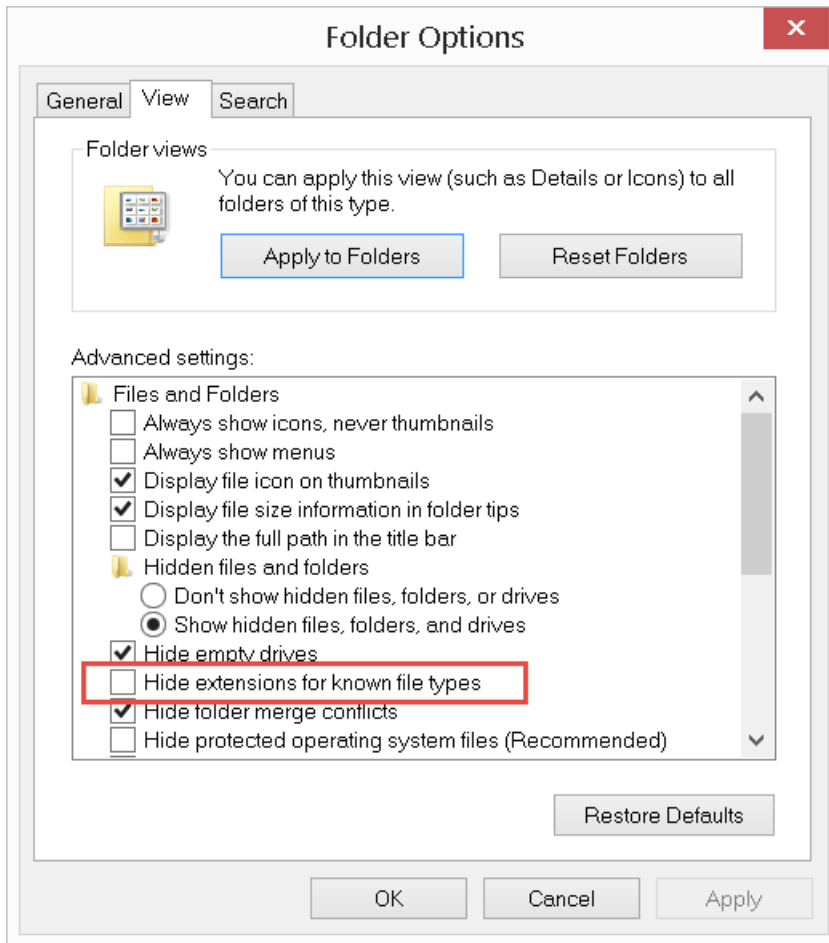 Folder Options
General View Search
Folder views
You can apply this view (such as Details or Icons) to all
folders of this type.
Apply to Folders Reset Folders
Advanced settings:
Files and Folders
Always show icons, never thumbnails
Always show menus
Display file icon on thumbnails
Display file size information in folder tips
Display the full path in the title bar
Hidden files and folders
Don't show hidden files, folders, or drives
Show hidden files, folders, and drives
Hide empty drives
Hide extensions for known file types
Hide folder merge conflicts
Hide protected operating system files (Recommended)
Restore Defaults
OK Cancel Apply